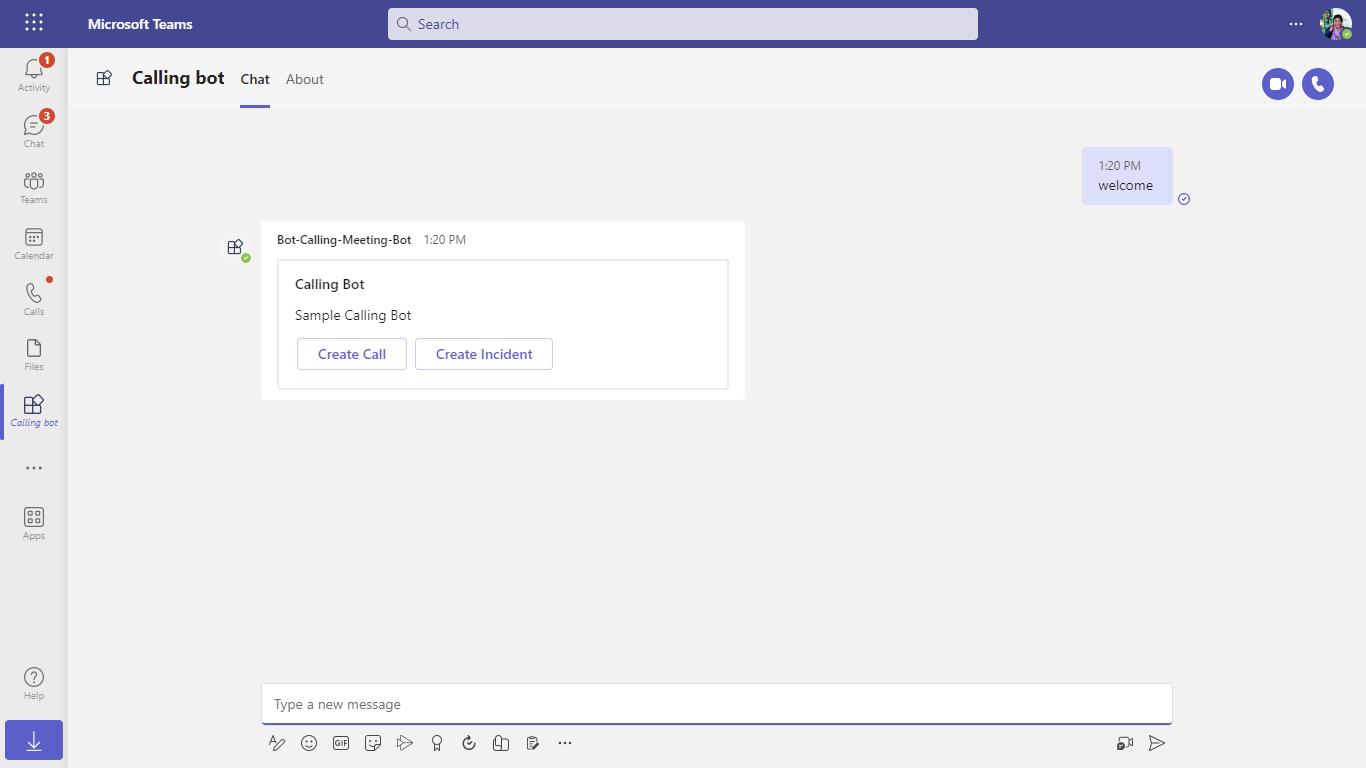 Microsoft Teams
Search
1
Activity
3
Chat
Teams
Calendar
Calls
Files
Calling bot
Apps
Help
Calling bot
Chat
About
1:20 PM
welcome
Bot-Calling-Meeting-Bot 1:20 PM
Calling Bot
Sample Calling Bot
Create Call
Create Incident
Type a new message
GIF